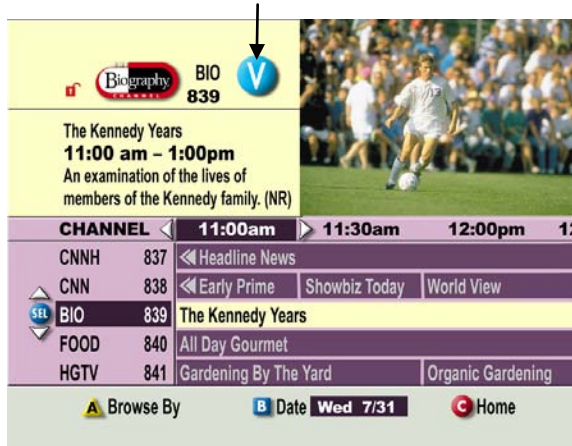 Biography CHANNEL
BIO
839
V
The Kennedy Years
11:00 am – 1:00pm
An examination of the lives of
members of the Kennedy family. (NR)
13
CHANNEL 11:00am 11:30am 12:00pm 12
CNNH 837 Headline News
CNN 838 Early Prime Showbiz Today World View
SEL BIO 839 The Kennedy Years
FOOD 840 All Day Gourmet
HGTV 841 Gardening By The Yard Organic Gardening
A Browse By B Date Wed 7/31 C Home